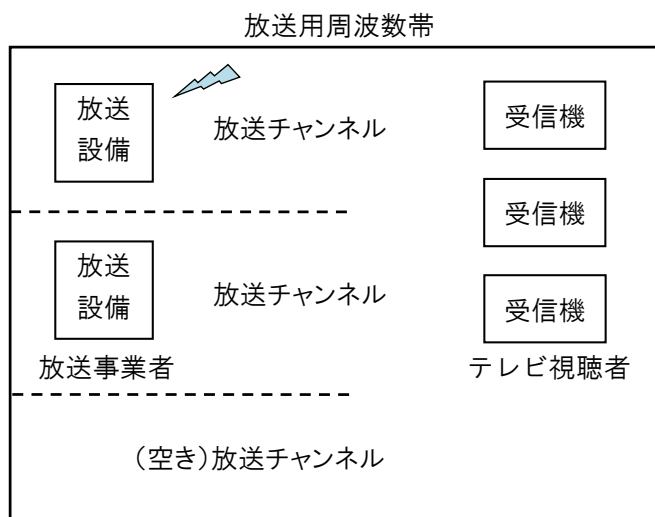 放送用周波数帯
放送
設備
放送チャンネル
受信機
受信機
放送
設備
放送チャンネル
受信機
放送事業者
テレビ視聴者
（空き）放送チャンネル